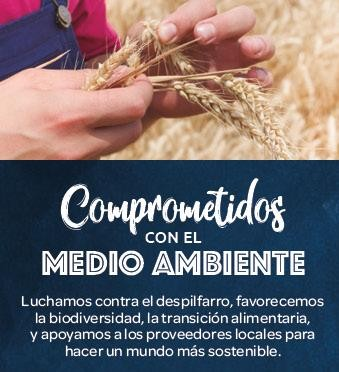 Comprometidos
CON EL
MEDIO AMBIENTE
Luchamos contra el despilfarro, favorecemos
la biodiversidad, la transición alimentaria,
y apoyamos a los proveedores locales para
hacer un mundo más sostenible.